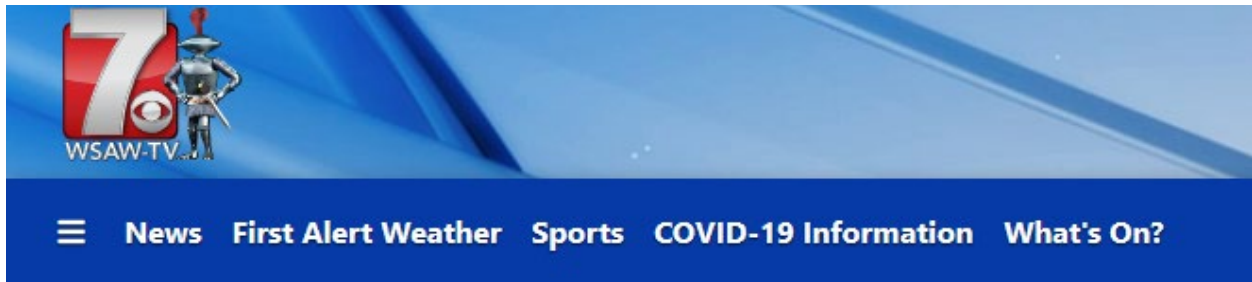 7
WSAW-TV
News First Alert Weather Sports COVID-19 Information What's On?